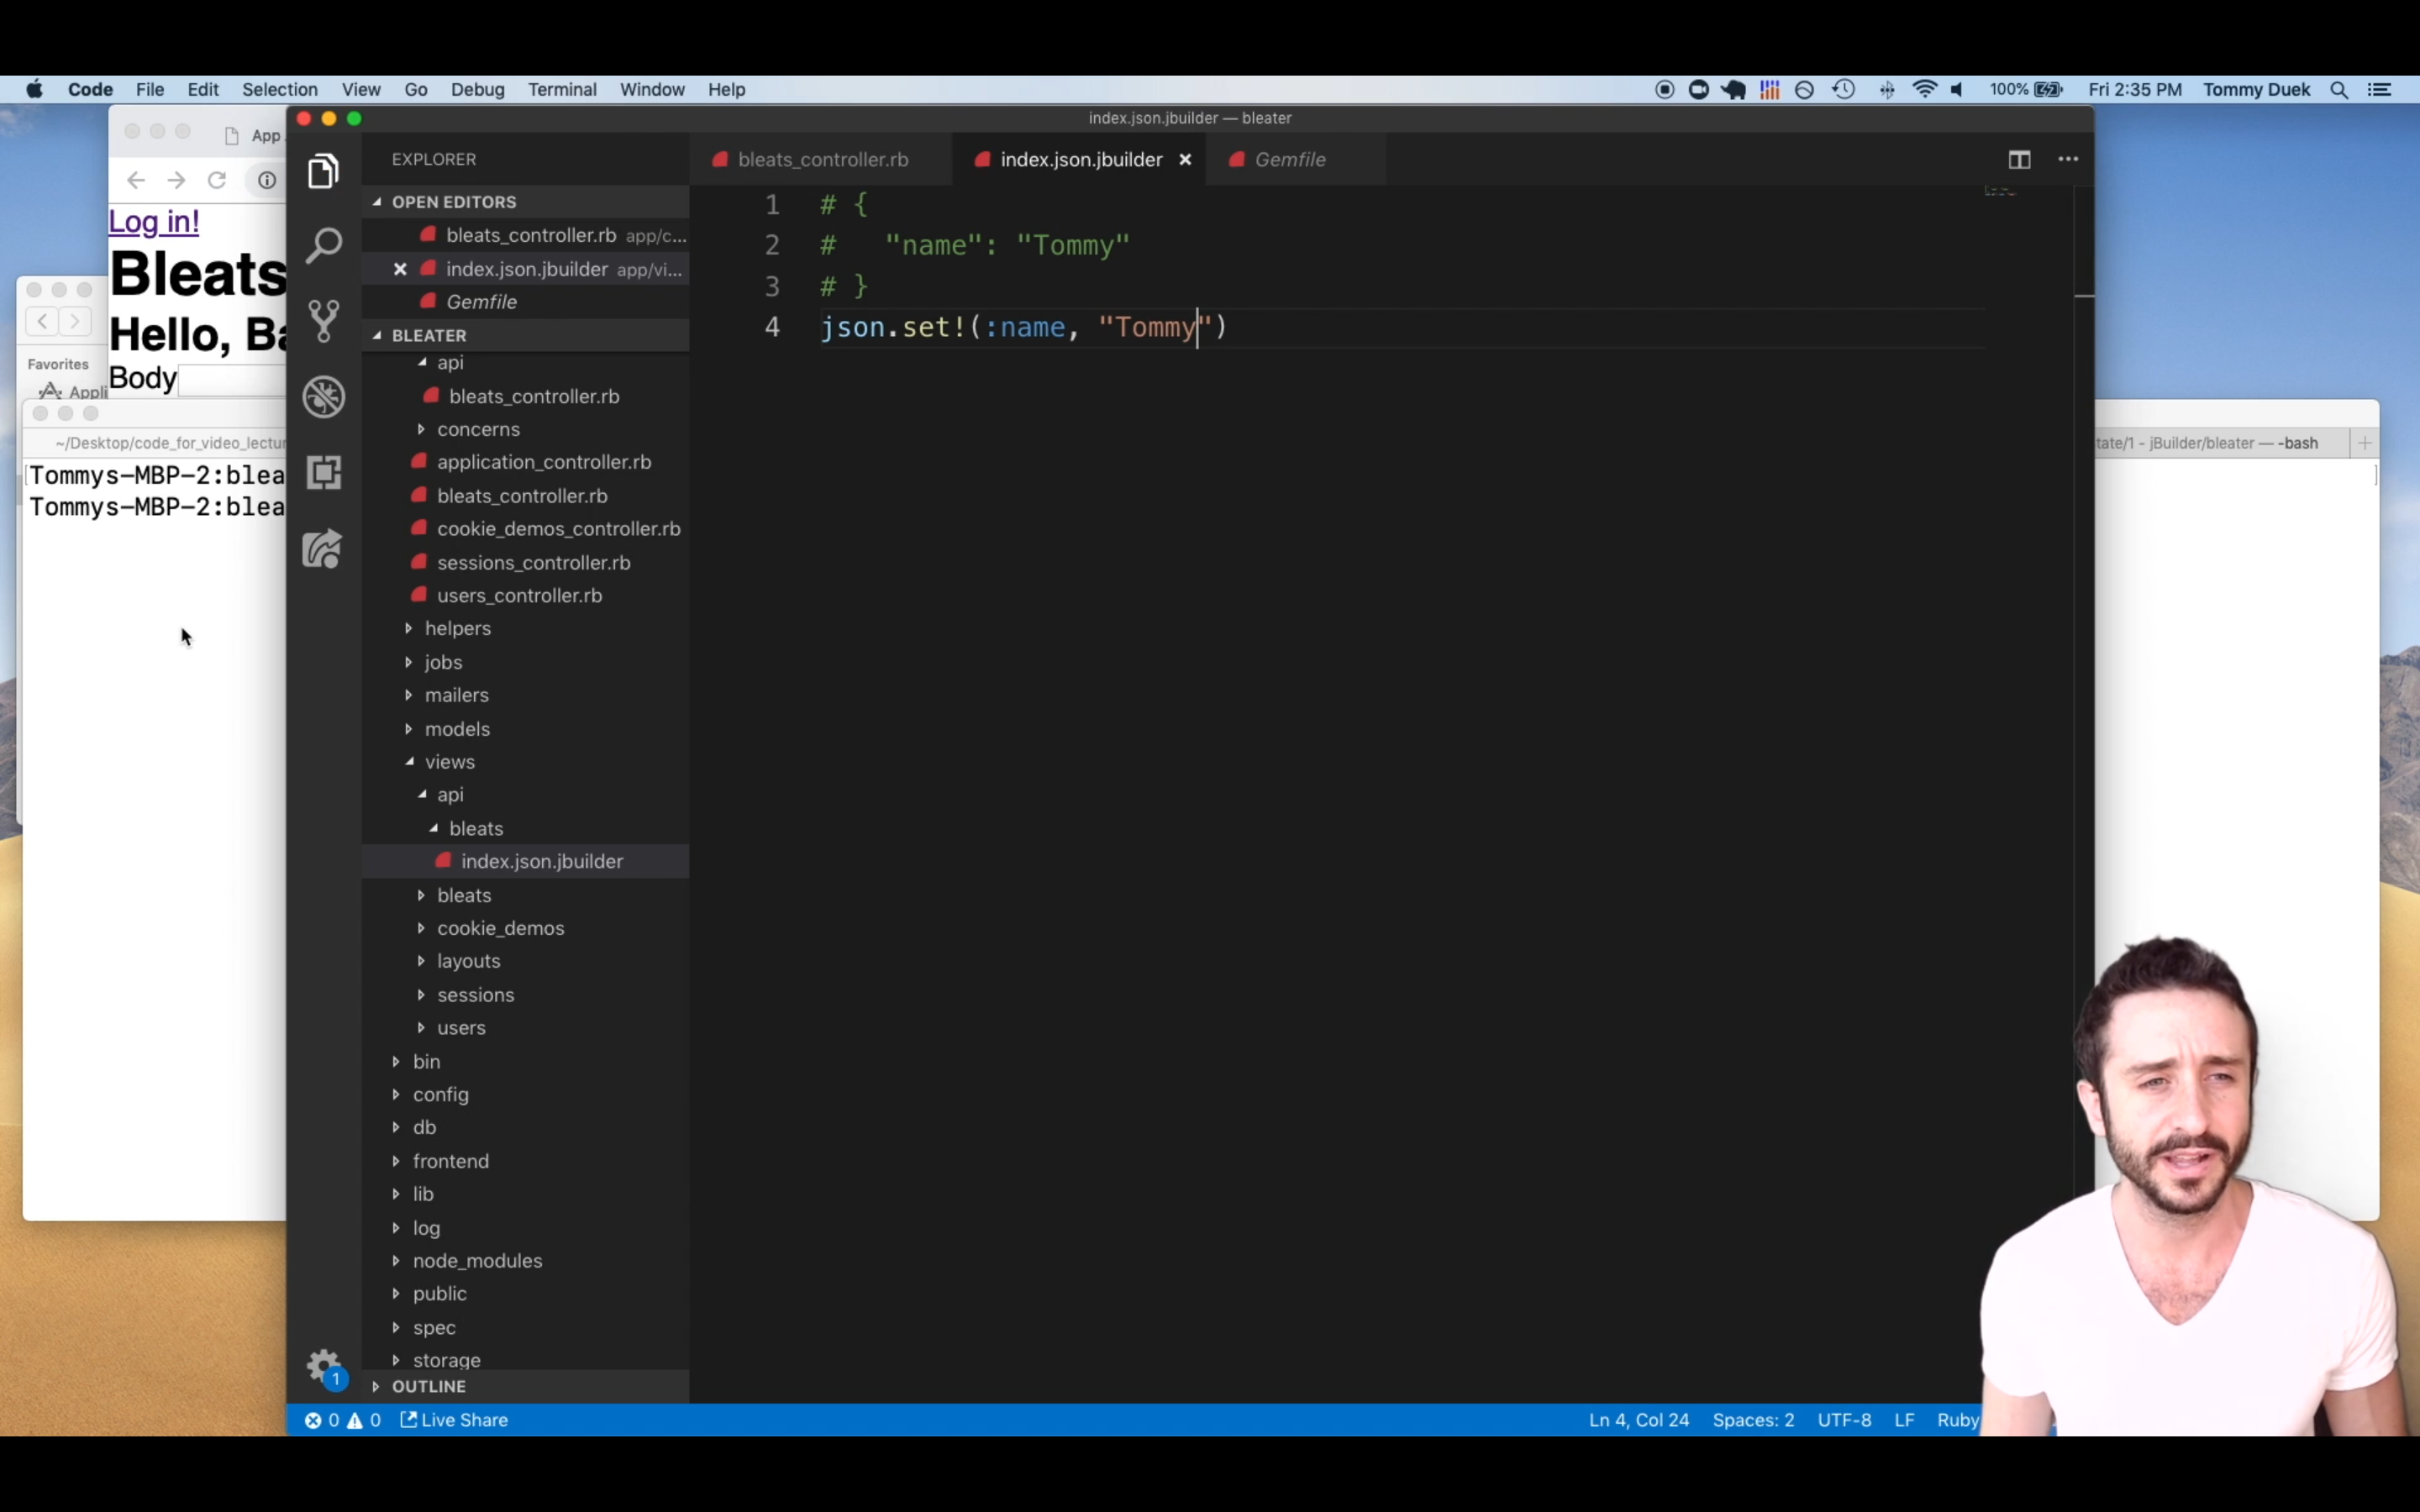 Code File Edit Selection View Go Debug Terminal Window Help 100% Fri 2:35 PM Tommy Duek
index.json.jbuilder — bleater
App
Log in!
Bleats
Hello,
Body
Favorites
~/Desktop/code_for_video_lectur
Tommys-MBP-2:blea
Tommys-MBP-2:blea
EXPLORER
OPEN EDITORS
bleats_controller.rb app/c...
index.json.jbuilder app/vi...
Gemfile
BLEATER
api
bleats_controller.rb
concerns
application_controller.rb
bleats_controller.rb
cookie_demos_controller.rb
sessions_controller.rb
users_controller.rb
helpers
jobs
mailers
models
views
api
bleats
index.json.jbuilder
bleats
cookie_demos
layouts
sessions
users
bin
config
db
frontend
lib
log
node_modules
public
spec
storage
OUTLINE
bleats_controller.rb index.json.jbuilder Gemfile
1 # {
2 # "name": "Tommy"
3 # }
4 json.set!(:name, "Tommy")
tate/1 - jBuilder/bleater — -bash
1
0 0 Live Share
Ln 4, Col 24 Spaces: 2 UTF-8 LF Ruby